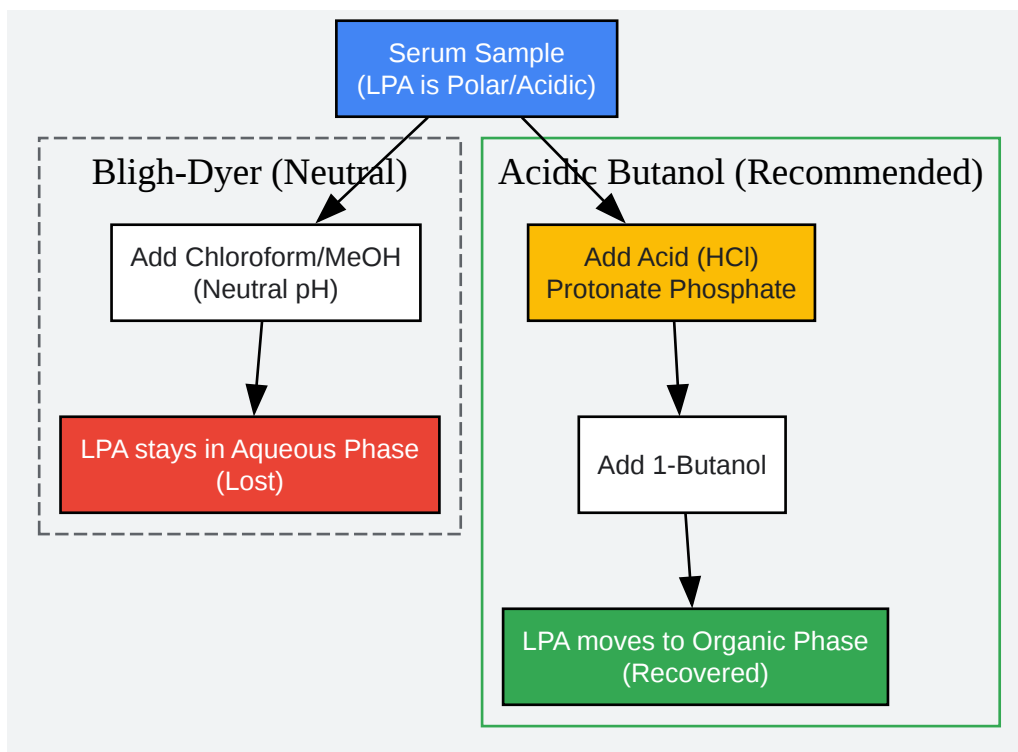 Serum Sample
(LPA is Polar/Acidic)
Bligh-Dyer (Neutral)
Add Chloroform/MeOH
(Neutral pH)
LPA stays in Aqueous Phase
(Lost)
Acidic Butanol (Recommended)
Add Acid (HCl)
Protonate Phosphate
Add 1-Butanol
LPA moves to Organic Phase
(Recovered)